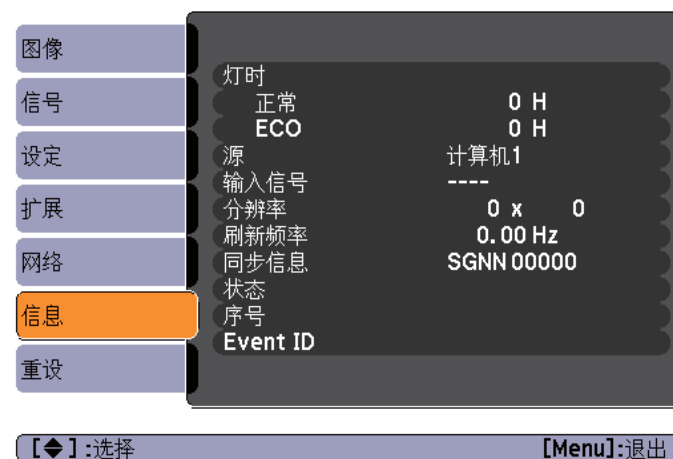 图像
信号
设定
扩展
网络
信息
重设
灯时
正常 0 H
ECO 0 H
源 计算机1
输入信号 ----
分辨率 0 x 0
刷新频率 0.00 Hz
同步信息 SGNN 00000
状态
序号
Event ID
[◆]:选择 [Menu]:退出